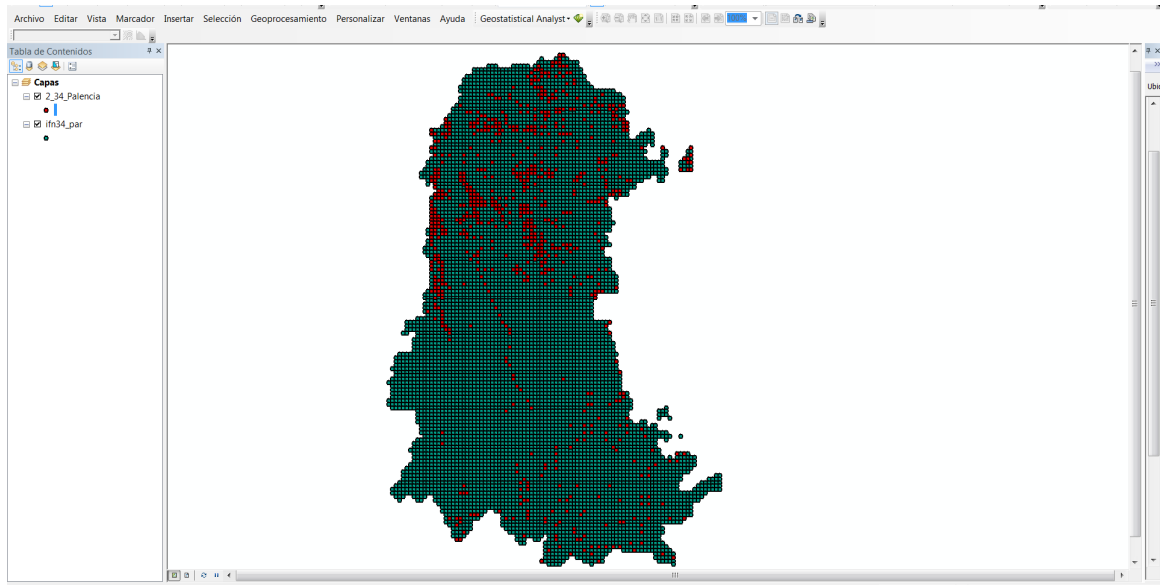 Archivo Editar Vista Marcador Insertar Selección Geoprocesamiento Personalizar Ventanas Ayuda Geostatistical Analyst 100%
Tabla de Contenidos
Capas
2_34_Palencia
ifn34_par
Ubic